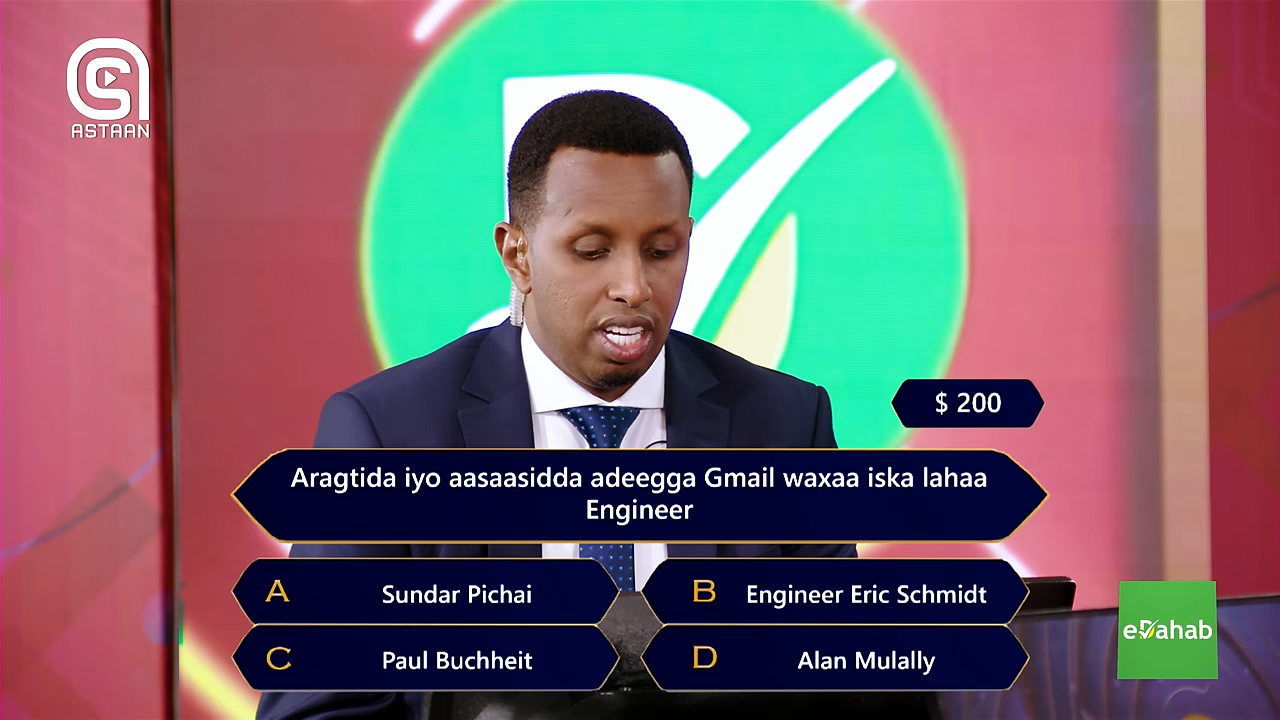 ASTAAN
$ 200
Aragtida iyo aasaasidda adeegga Gmail waxaa iska lahaa
Engineer
A Sundar Pichai
B Engineer Eric Schmidt
C Paul Buchheit
D Alan Mulally
eDahab